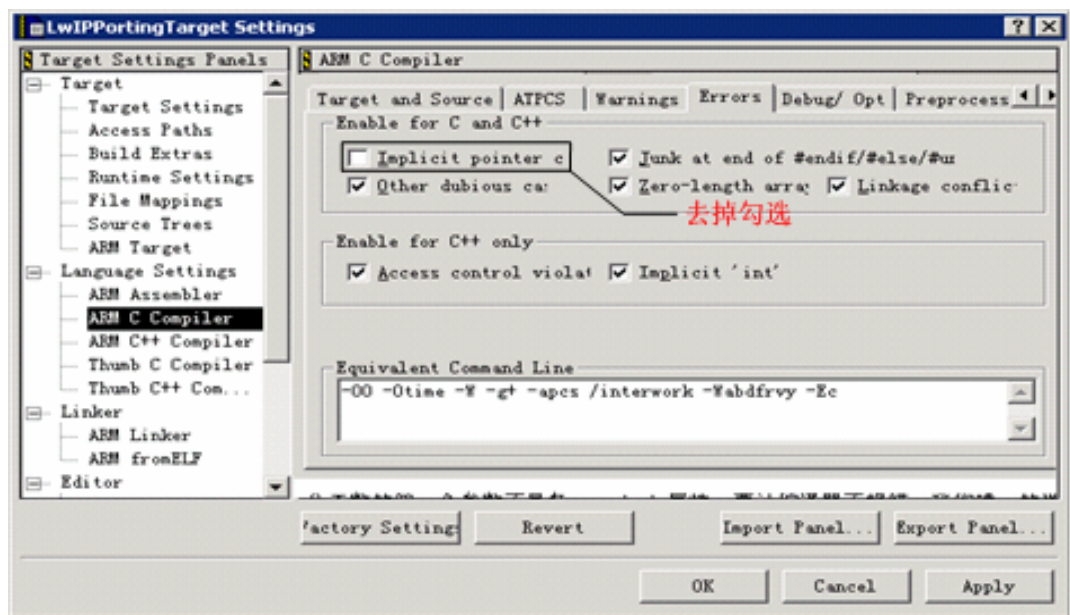 LwIPPortingTarget Settings
Target Settings Panels
Target
Target Settings
Access Paths
Build Extras
Runtime Settings
File Mappings
Source Trees
ARM Target
Language Settings
ARM Assembler
ARM C Compiler
ARM C++ Compiler
Thumb C Compiler
Thumb C++ Com...
Linker
ARM Linker
ARM fromELF
Editor
ARM C Compiler
Target and Source ATPCS Warnings Errors Debug/ Opt Preprocess
Enable for C and C++
Implicit pointer c Junk at end of #endif/#else/#ur
Other dubious ca Zero-length array Linkage conflic
去掉勾选
Enable for C++ only
Access control violat Implicit 'int'
Equivalent Command Line
-O0 -Otime -W -g+ -apcs /interwork -Wabdfrvy -Ec
actory Setting Revert Import Panel... Export Panel...
OK Cancel Apply